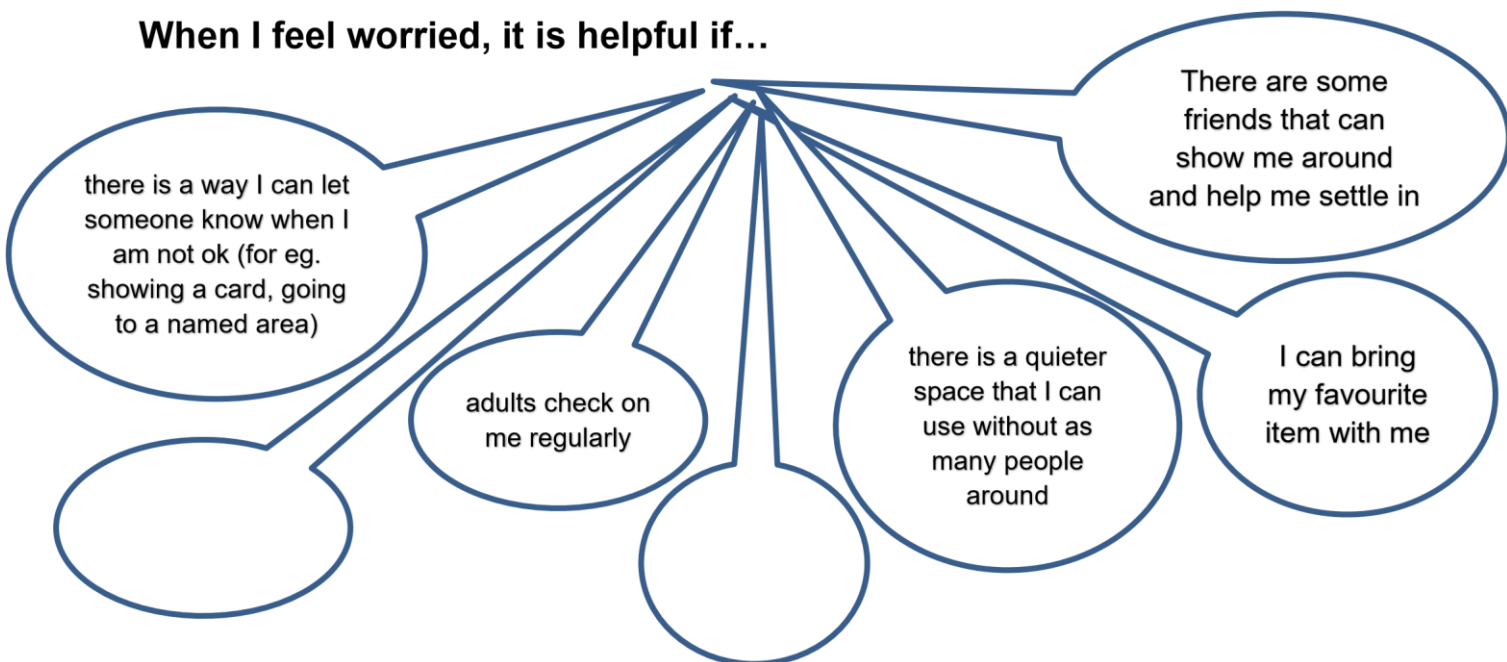 When I feel worried, it is helpful if…
there is a way I can let
someone know when I
am not ok (for eg.
showing a card, going
to a named area)
adults check on
me regularly
there is a quieter
space that I can
use without as
many people
around
I can bring
my favourite
item with me
There are some
friends that can
show me around
and help me settle in